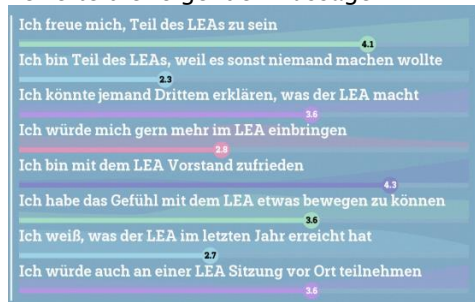 Ich freue mich, Teil des LEAs zu sein
4.1
Ich bin Teil des LEAs, weil es sonst niemand machen wollte
2.3
Ich könnte jemand Drittem erklären, was der LEA macht
3.6
Ich würde mich gern mehr im LEA einbringen
2.8
Ich bin mit dem LEA Vorstand zufrieden
4.3
Ich habe das Gefühl mit dem LEA etwas bewegen zu können
3.6
Ich weiß, was der LEA im letzten Jahr erreicht hat
2.7
Ich würde auch an einer LEA Sitzung vor Ort teilnehmen
3.6